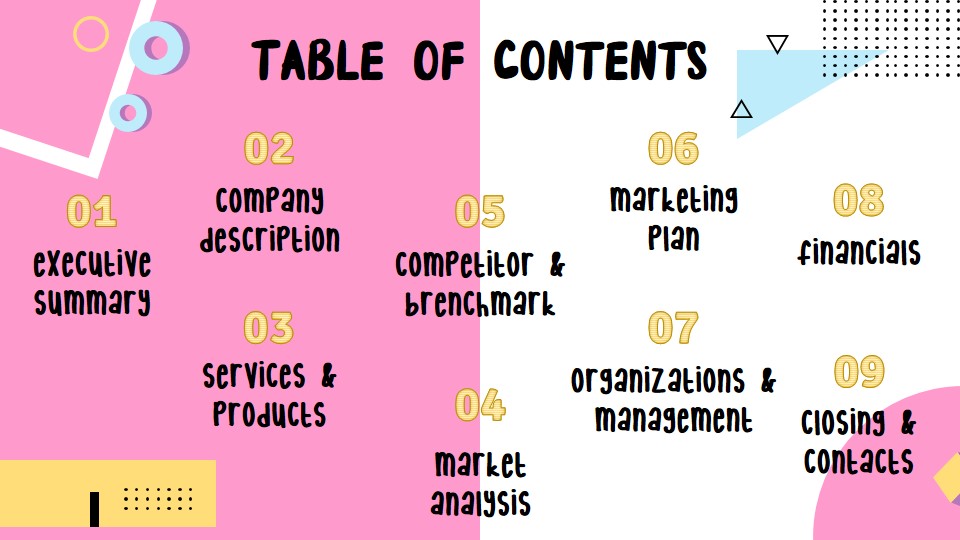 TABLE OF CONTENTS
01
executive
summary
02
company
description
03
services &
Products
04
market
analysis
05
competitor &
brenchmark
06
marketing
Plan
07
organizations &
management
08
financials
09
closing &
contacts